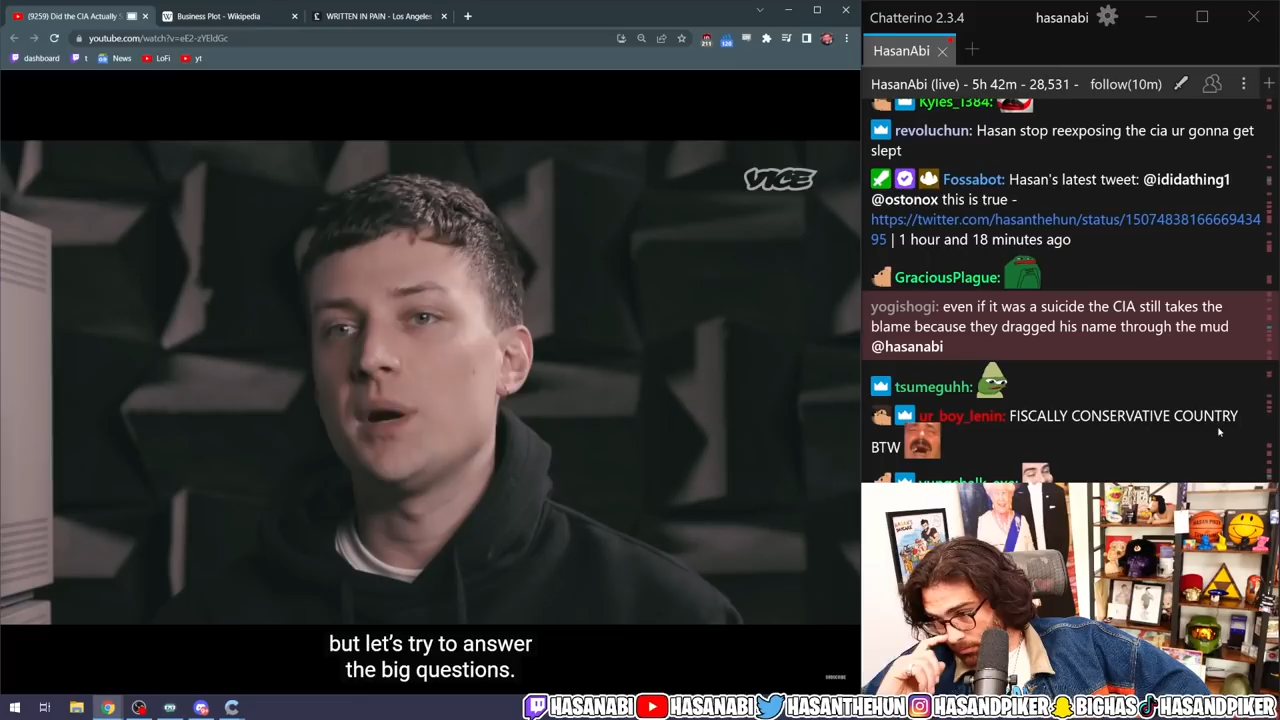 (9259) Did the CIA Actually S
Business Plot - Wikipedia
WRITTEN IN PAIN - Los Angeles
youtube.com/watch?v=eF2-zYEldGc
dashboard
t
News
LoFi
yt
211
120
VICE
but let's try to answer
the big questions.
SUBSCRIBE
Chatterino 2.3.4
hasanabi
HasanAbi
HasanAbi (live) - 5h 42m - 28,531 -
follow(10m)
Kyles_1384:
revoluchun: Hasan stop reexposing the cia ur gonna get
slept
Fossabot: Hasan's latest tweet: @ididathing1
@ostonox this is true -
https://twitter.com/hasanthehun/status/15074838166669434
95 | 1 hour and 18 minutes ago
GraciousPlague:
yogishogi: even if it was a suicide the CIA still takes the
blame because they dragged his name through the mud
@hasanabi
tsumeguhh:
ur_boy_lenin: FISCALLY CONSERVATIVE COUNTRY
BTW
HASANABI
HASANABI
HASANTHEHUN
HASANDPIKER
BIGHAS
HASANDPIKER